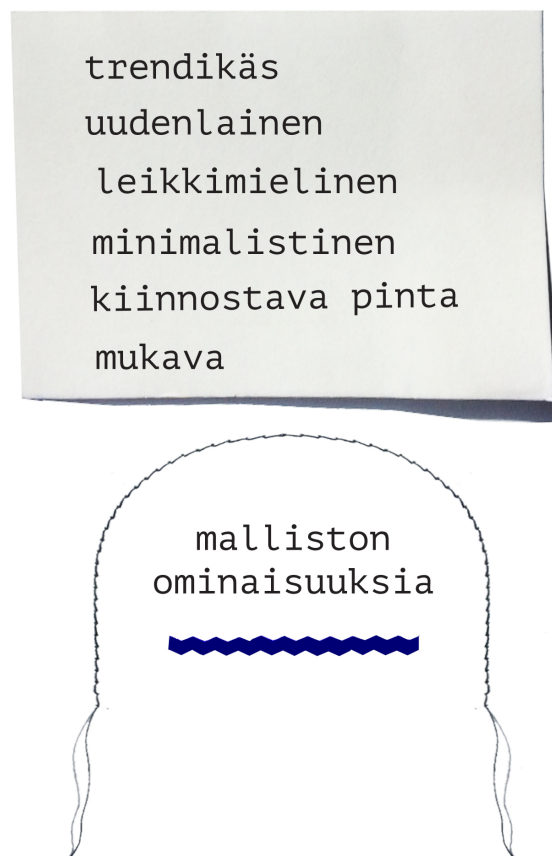 trendikäs
uudenlainen
leikkimielinen
minimalistinen
kiinnostava pinta
mukava
malliston
ominaisuuksia